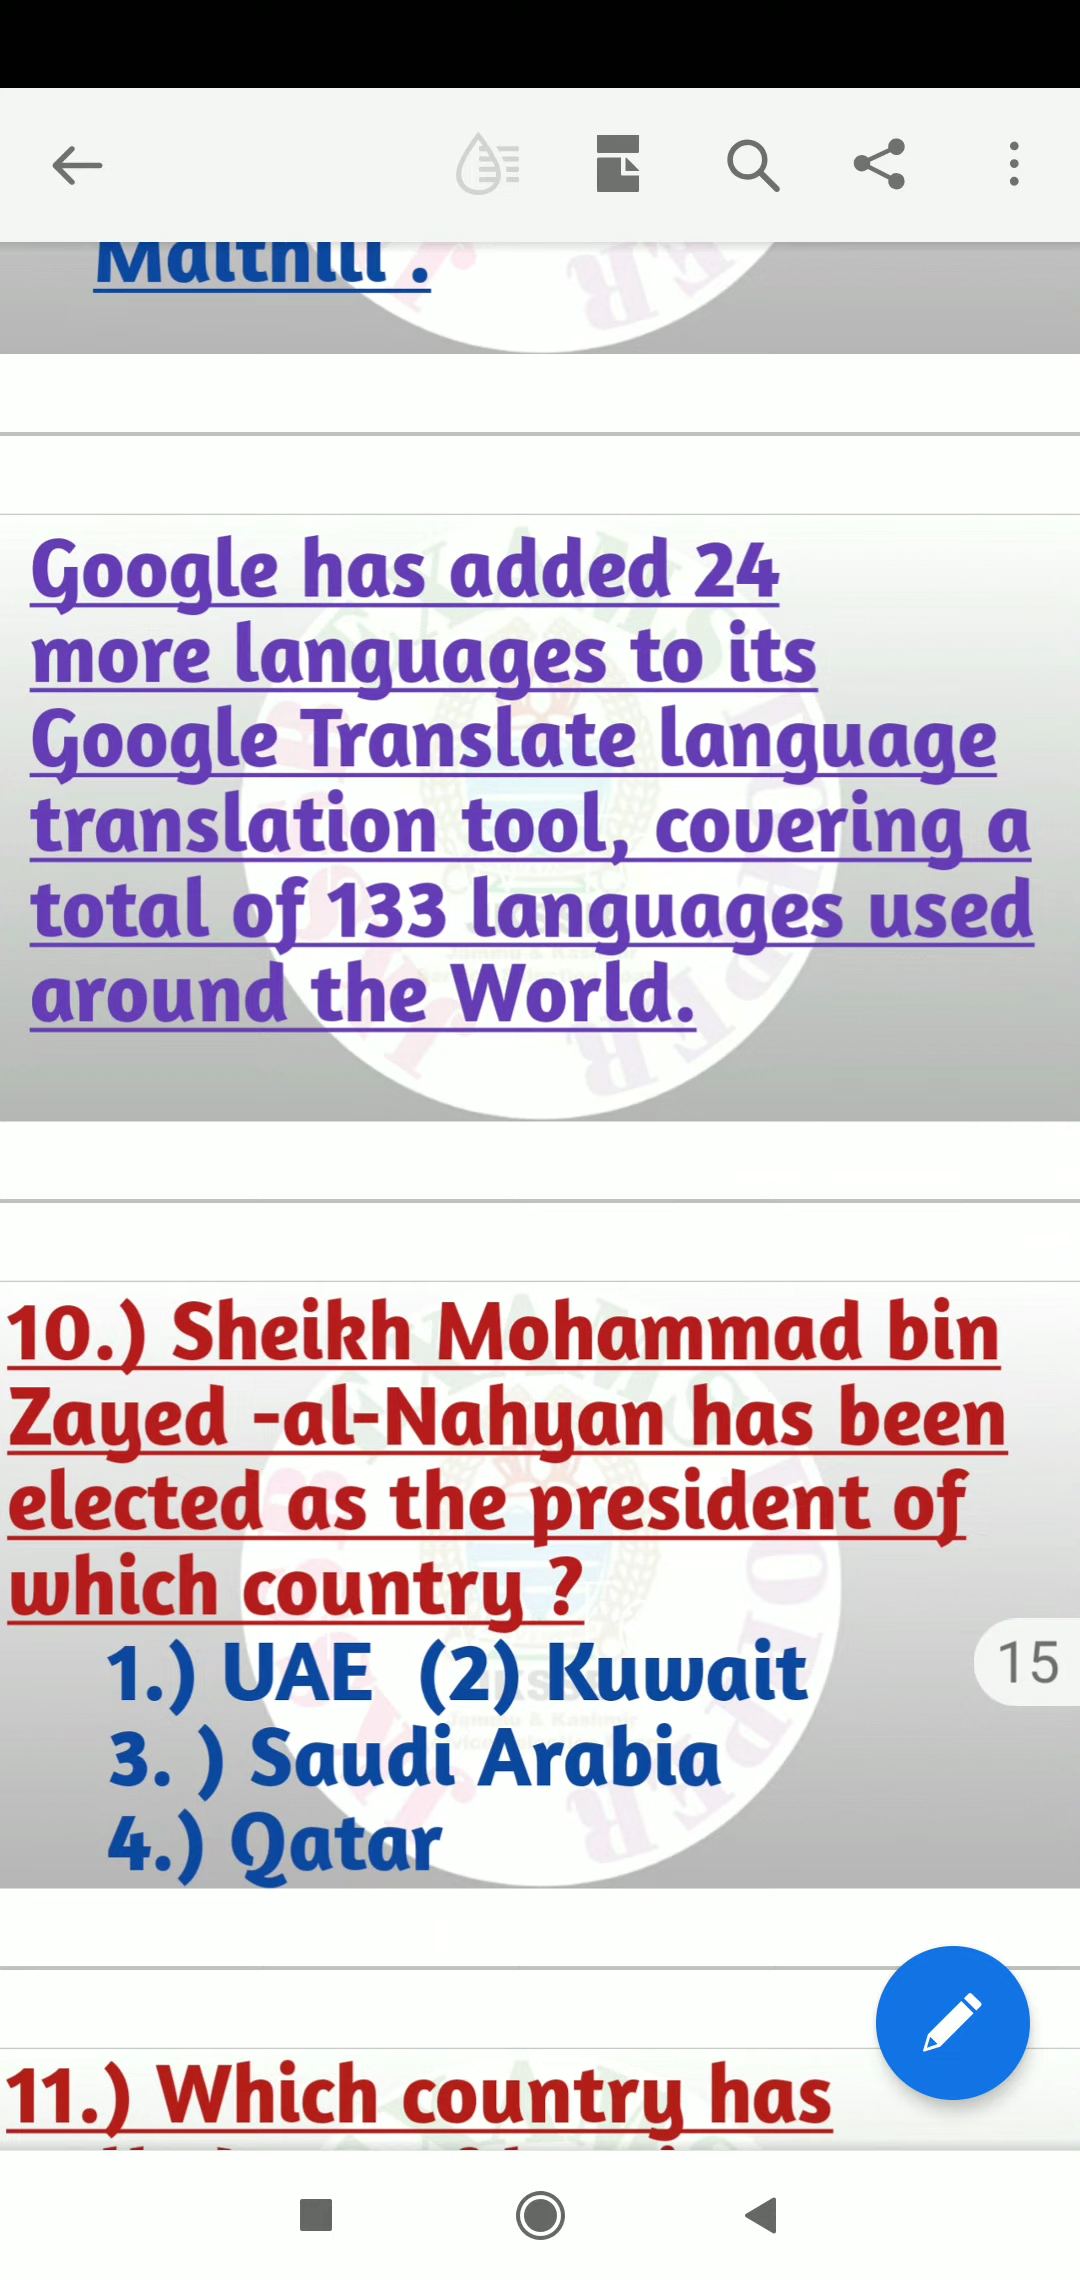 Maithili .
Google has added 24
more languages to its
Google Translate language
translation tool, covering a
total of 133 languages used
around the World.
10.) Sheikh Mohammad bin
Zayed -al-Nahyan has been
elected as the president of
which country ?
1.) UAE (2) Kuwait
3. ) Saudi Arabia
4.) Qatar
15
11.) Which country has